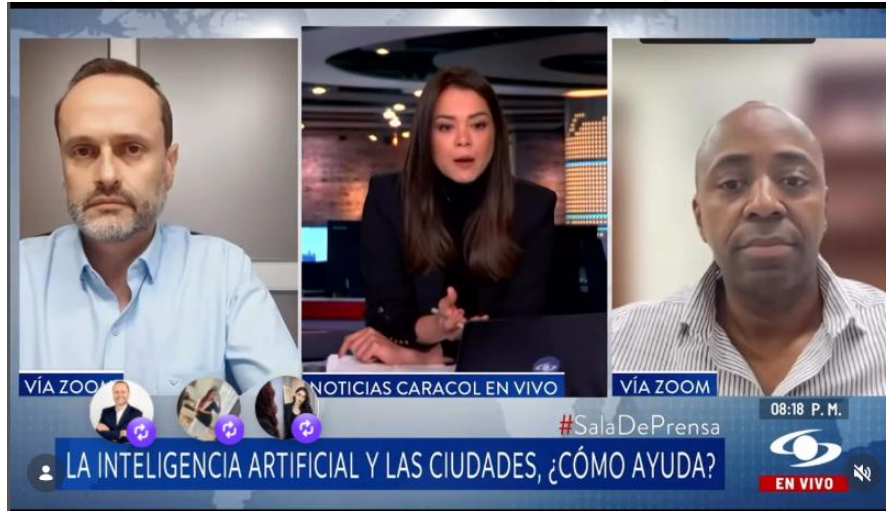 VÍA ZOOM
NOTICIAS CARACOL EN VIVO
VÍA ZOOM
08:18 P. M.
#SalaDePrensa
LA INTELIGENCIA ARTIFICIAL Y LAS CIUDADES, ¿CÓMO AYUDA?
EN VIVO